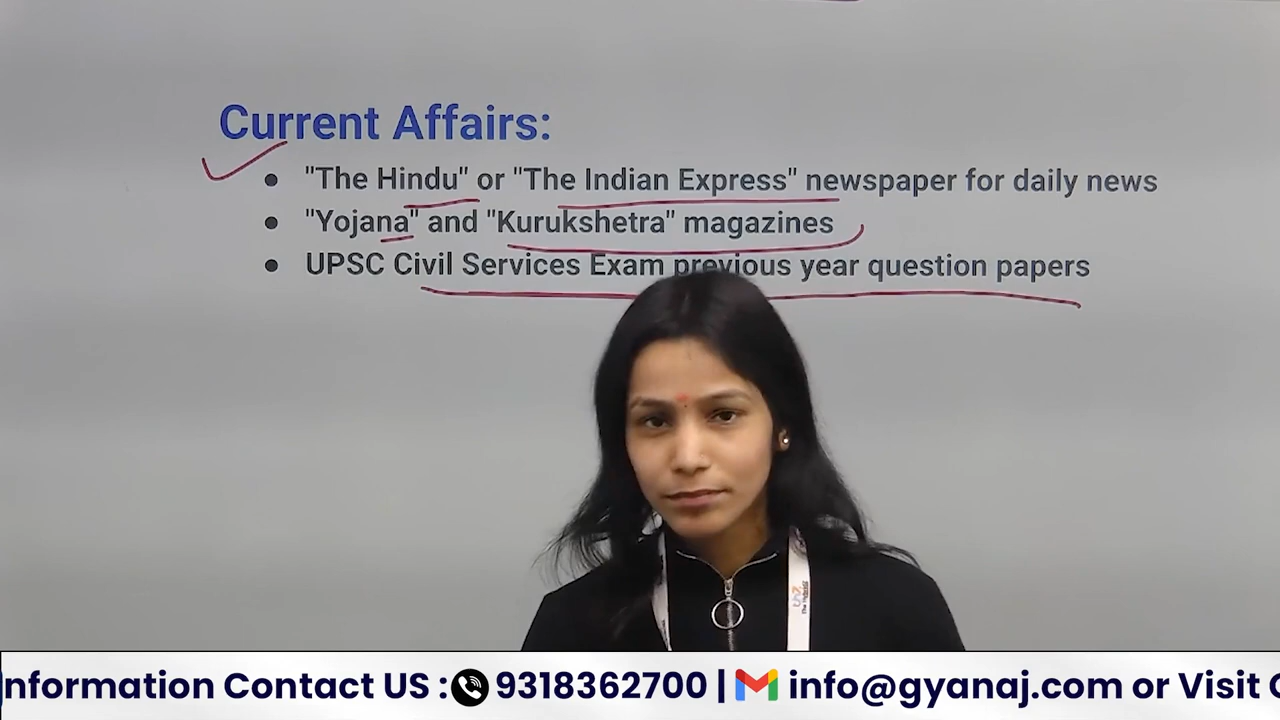 Current Affairs:
● "The Hindu" or "The Indian Express" newspaper for daily news
● "Yojana" and "Kurukshetra" magazines
● UPSC Civil Services Exam previous year question papers
nformation Contact US : 9318362700 | info@gyanaj.com or Visit